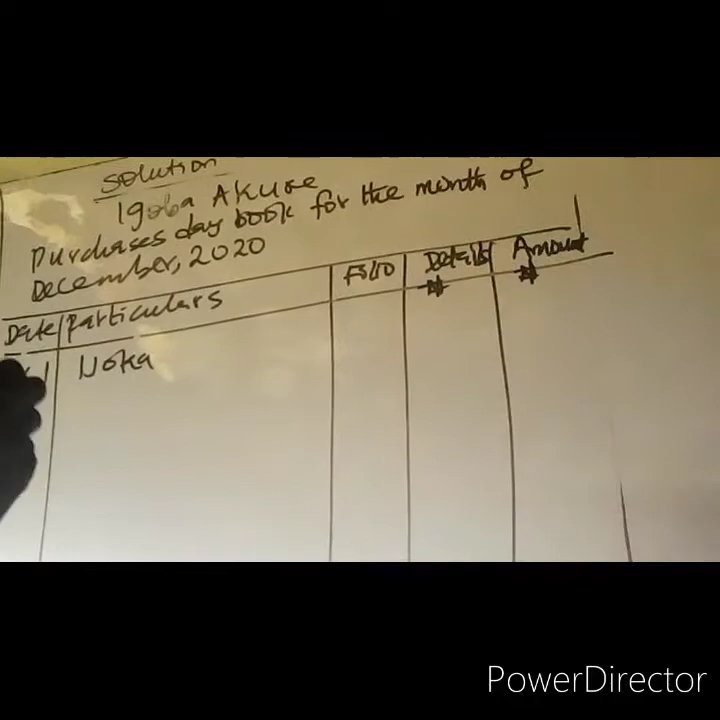 Solution
Igoba Akure
Purchases day book for the month of
December, 2020
Date Particulars Folio Details Amount
₦ ₦
1 Noka
PowerDirector